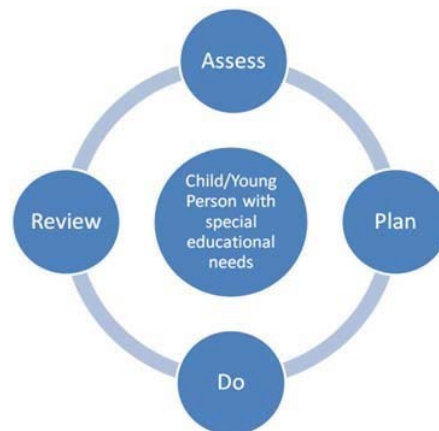 Assess
Child/Young
Person with
special
educational
needs
Review
Plan
Do